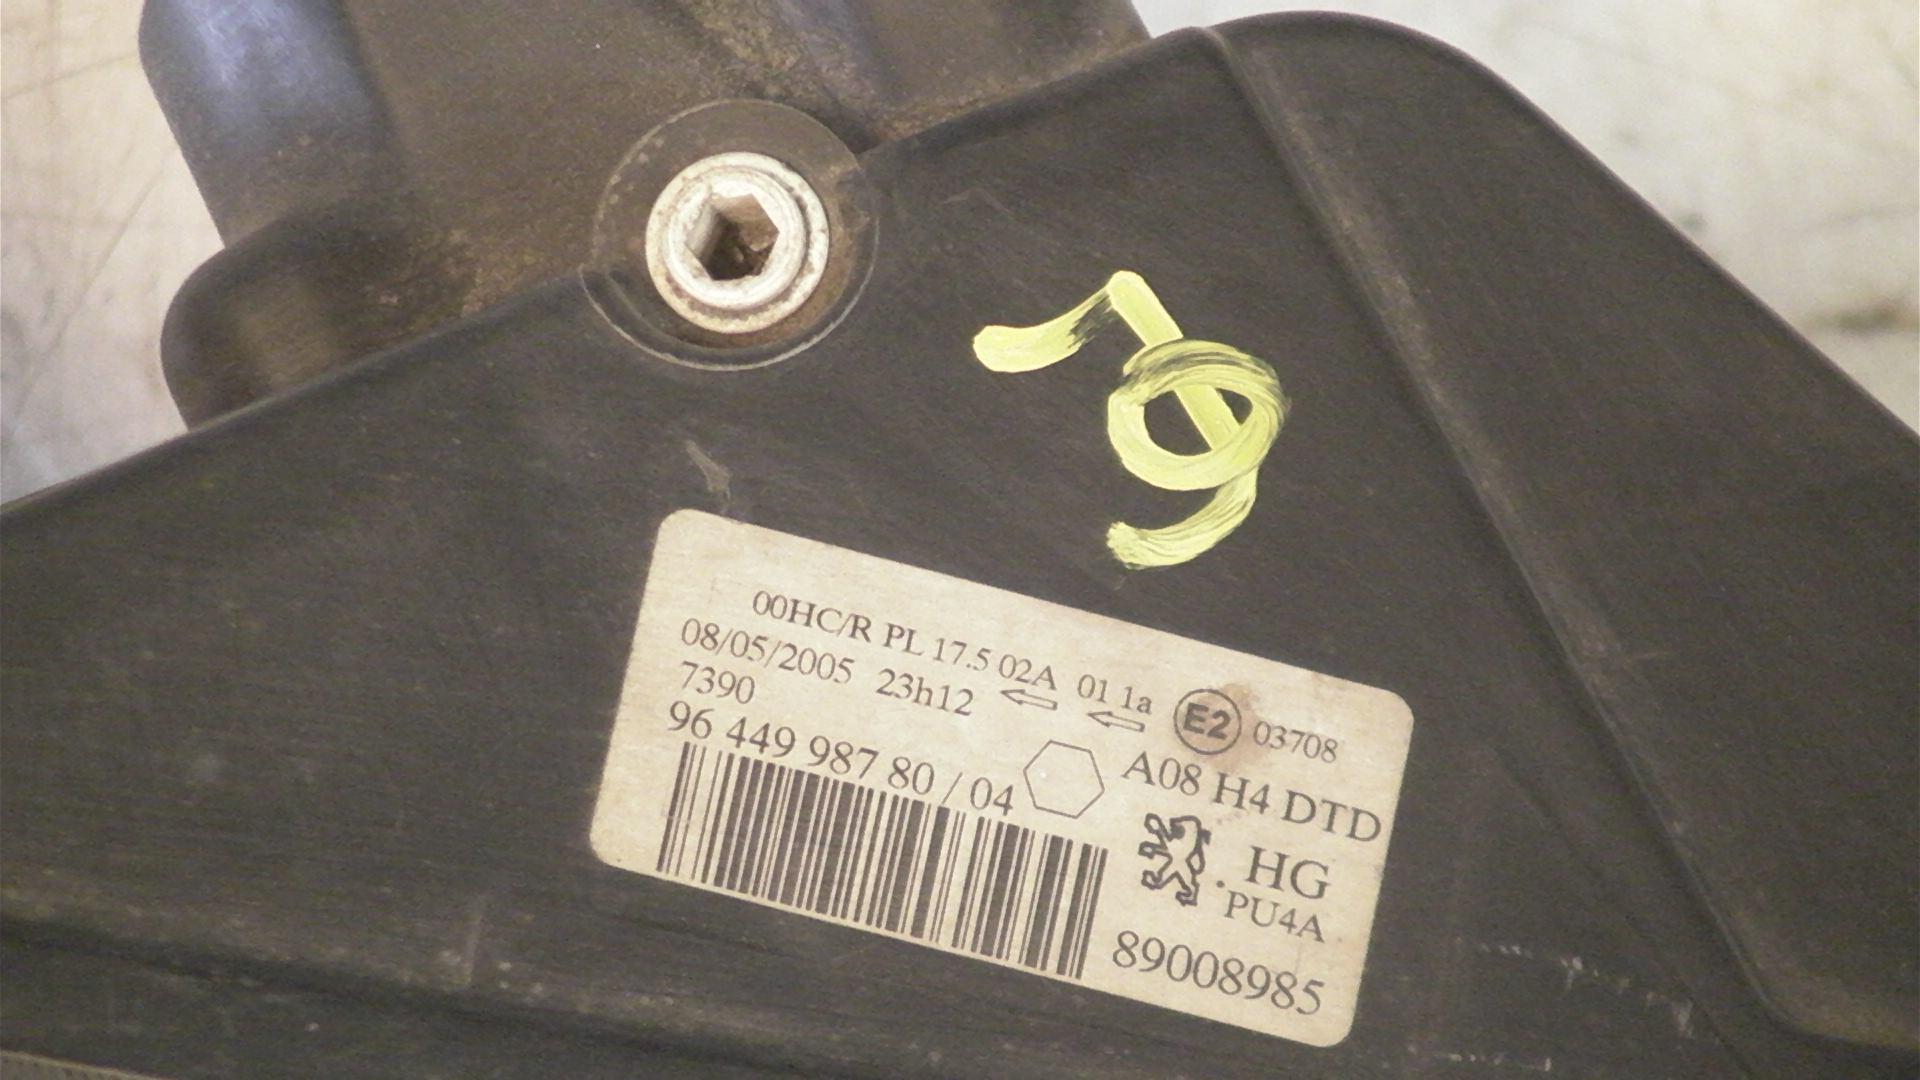 19
00HC/R PL 17.5 02A 01 1a E2 03708
08/05/2005 23h12
7390
96 449 987 80 / 04
A08 H4 DTD
HG
PU4A
89008985